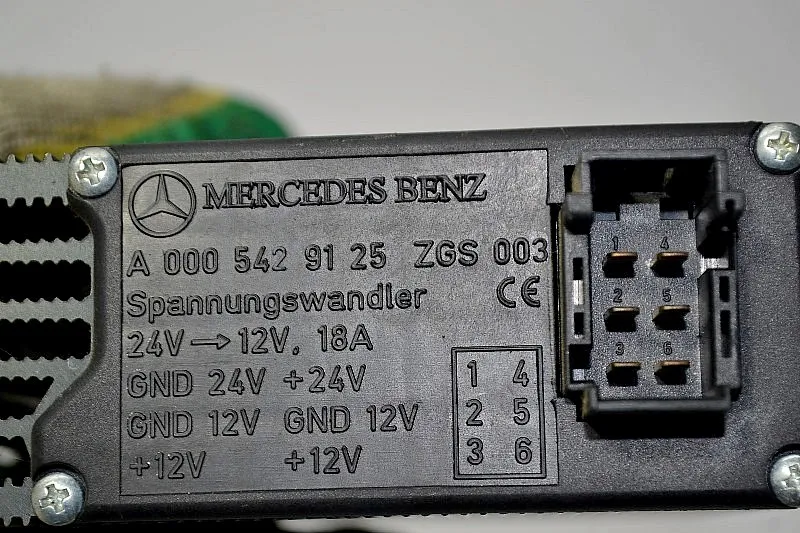 MERCEDES BENZ
A 000 542 91 25 ZGS 003
Spannungswandler CE
24V→12V. 18A
GND 24V +24V
GND 12V GND 12V
+12V +12V
1 4
2 5
3 6
1 4
2 5
3 6